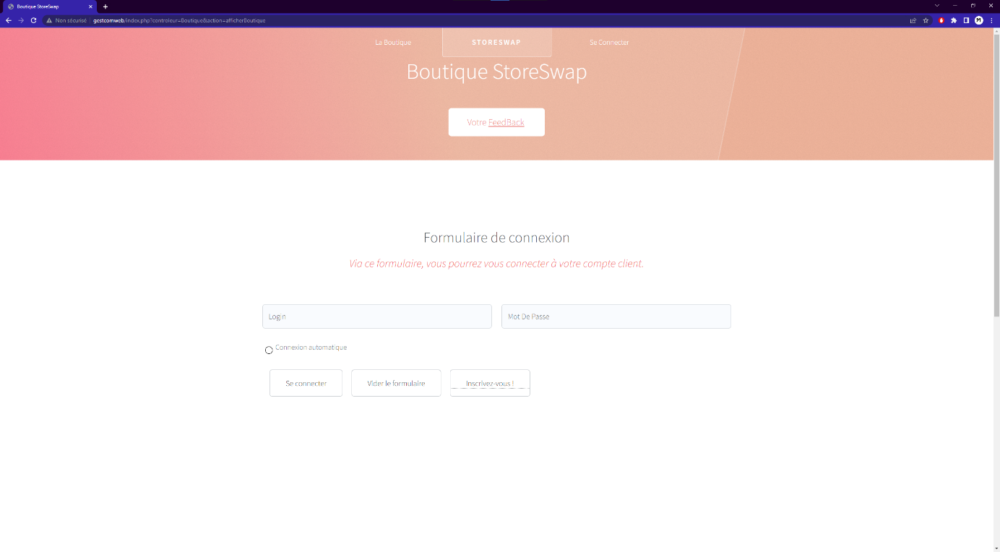 Boutique StoreSwap
Non sécurisé gestcomweb/index.php?controleur=Boutique&action=afficherBoutique
M
La Boutique STORESWAP Se Connecter
Boutique StoreSwap
Votre FeedBack
Formulaire de connexion
Via ce formulaire, vous pourrez vous connecter à votre compte client.
Login Mot De Passe
Connexion automatique
Se connecter Vider le formulaire Inscrivez-vous !